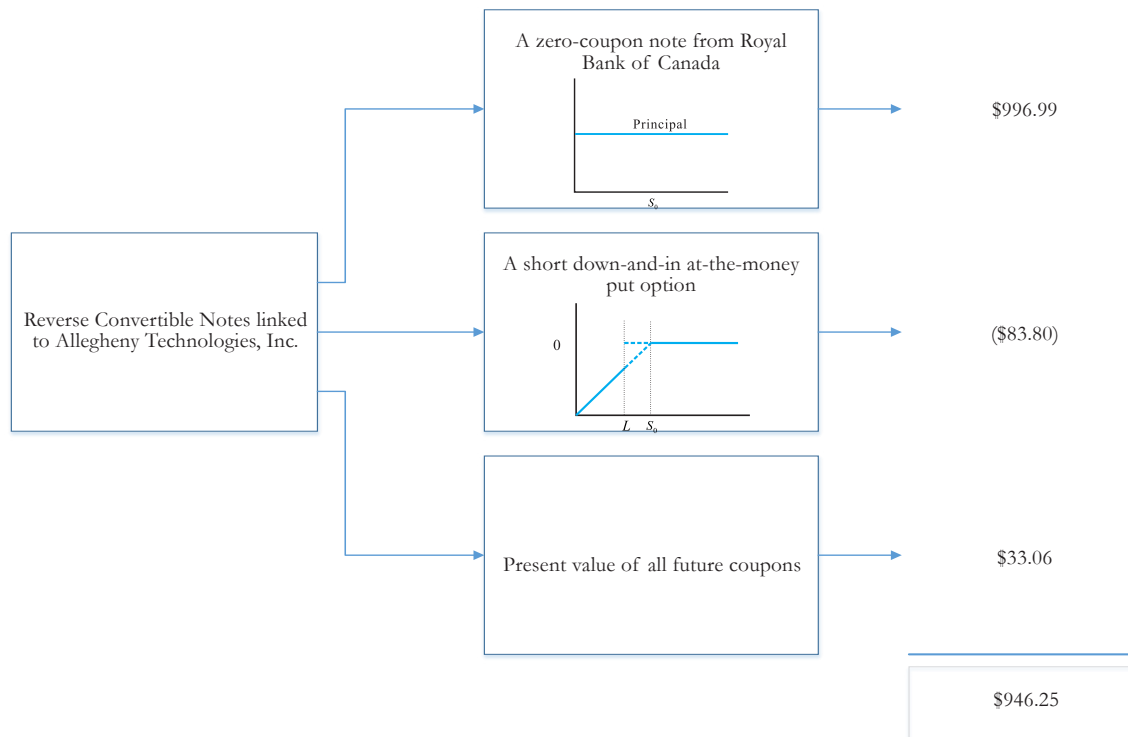 A zero-coupon note from Royal
Bank of Canada
Principal
S₀
$996.99
Reverse Convertible Notes linked
to Allegheny Technologies, Inc.
A short down-and-in at-the-money
put option
0
L S₀
($83.80)
Present value of all future coupons
$33.06
$946.25